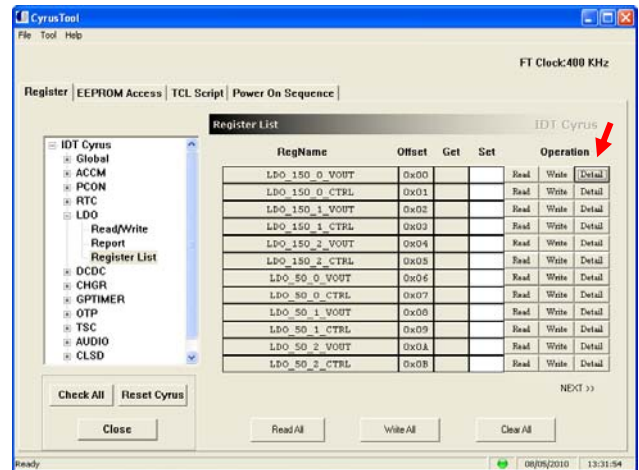 CyrusTool
File Tool Help
FT Clock:400 KHz
Register EEPROM Access TCL Script Power On Sequence
Register List IDT Cyrus
IDT Cyrus
Global
ACCM
PCON
RTC
LDO
Read/Write
Report
Register List
DCDC
CHGR
GPTIMER
OTP
TSC
AUDIO
CLSD
RegName Offset Get Set Operation
LDO_150_0_VOUT 0x00 Read Write Detail
LDO_150_0_CTRL 0x01 Read Write Detail
LDO_150_1_VOUT 0x02 Read Write Detail
LDO_150_1_CTRL 0x03 Read Write Detail
LDO_150_2_VOUT 0x04 Read Write Detail
LDO_150_2_CTRL 0x05 Read Write Detail
LDO_50_0_VOUT 0x06 Read Write Detail
LDO_50_0_CTRL 0x07 Read Write Detail
LDO_50_1_VOUT 0x08 Read Write Detail
LDO_50_1_CTRL 0x09 Read Write Detail
LDO_50_2_VOUT 0x0A Read Write Detail
LDO_50_2_CTRL 0x0B Read Write Detail
NEXT >>
Check All Reset Cyrus
Close
Read All Write All Clear All
Ready 08/05/2010 13:31:54